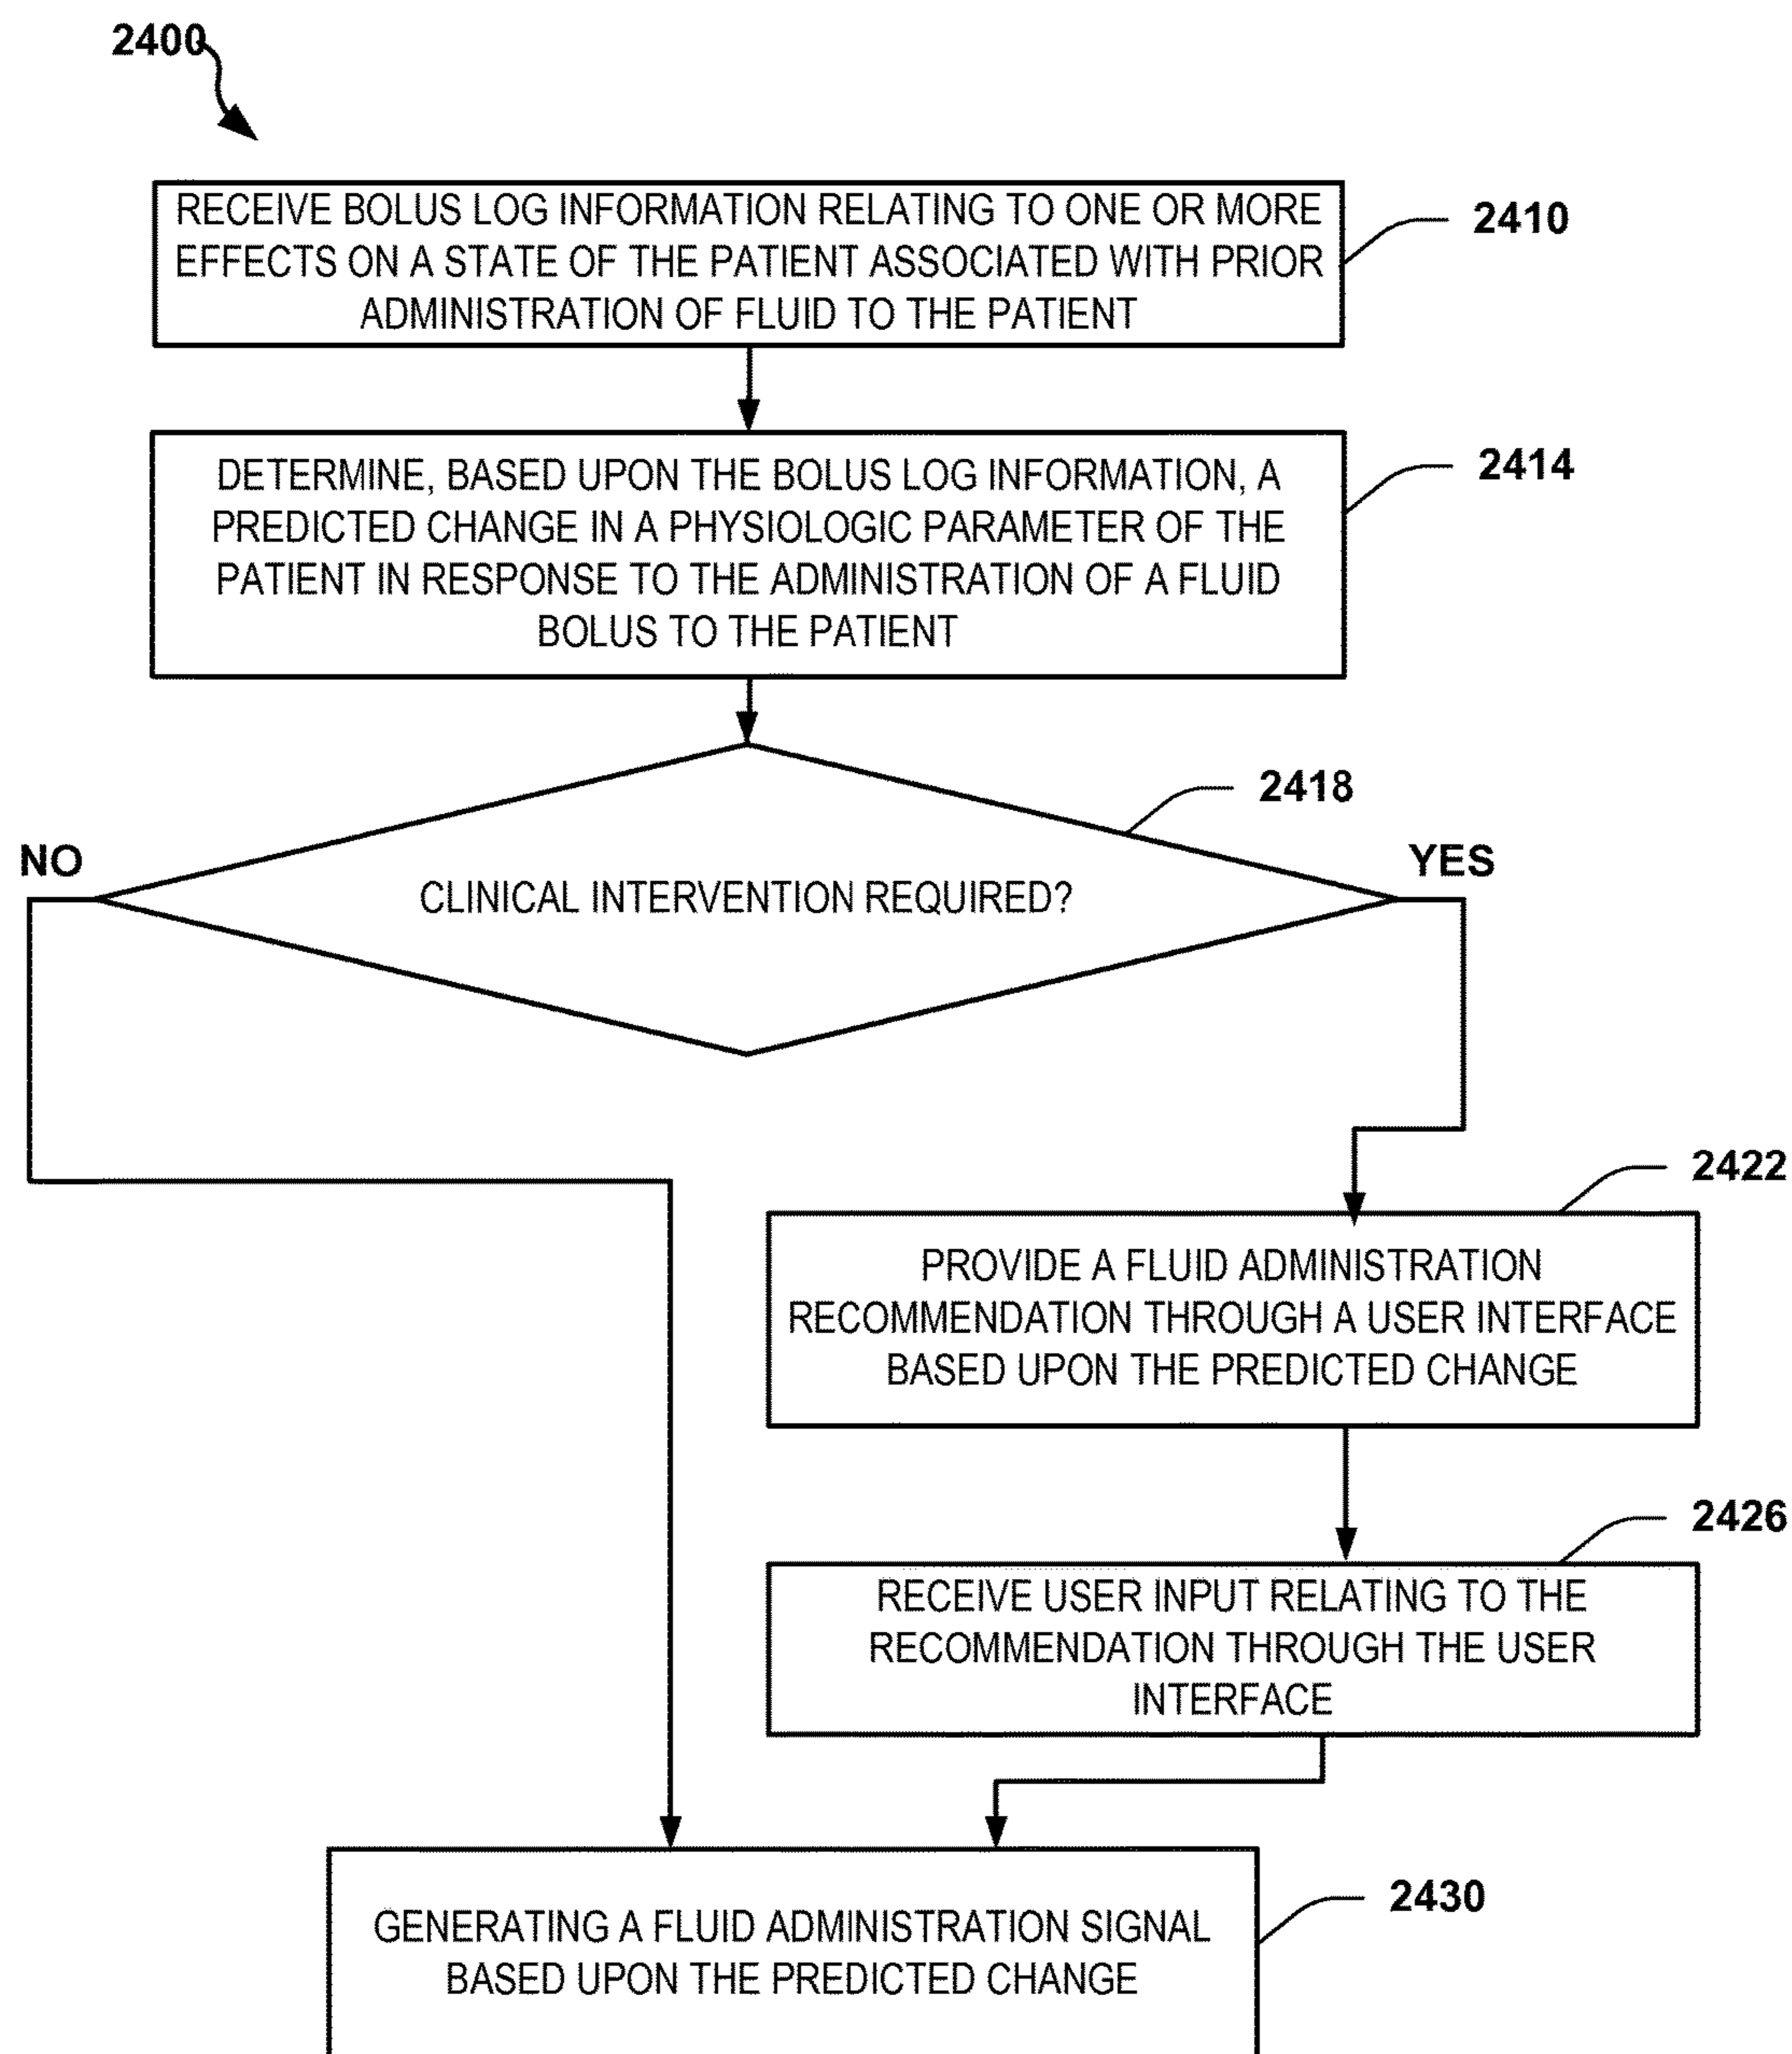 2400
RECEIVE BOLUS LOG INFORMATION RELATING TO ONE OR MORE
EFFECTS ON A STATE OF THE PATIENT ASSOCIATED WITH PRIOR
ADMINISTRATION OF FLUID TO THE PATIENT
2410
DETERMINE, BASED UPON THE BOLUS LOG INFORMATION, A
PREDICTED CHANGE IN A PHYSIOLOGIC PARAMETER OF THE
PATIENT IN RESPONSE TO THE ADMINISTRATION OF A FLUID
BOLUS TO THE PATIENT
2414
2418
NO
YES
CLINICAL INTERVENTION REQUIRED?
2422
PROVIDE A FLUID ADMINISTRATION
RECOMMENDATION THROUGH A USER INTERFACE
BASED UPON THE PREDICTED CHANGE
2426
RECEIVE USER INPUT RELATING TO THE
RECOMMENDATION THROUGH THE USER
INTERFACE
2430
GENERATING A FLUID ADMINISTRATION SIGNAL
BASED UPON THE PREDICTED CHANGE